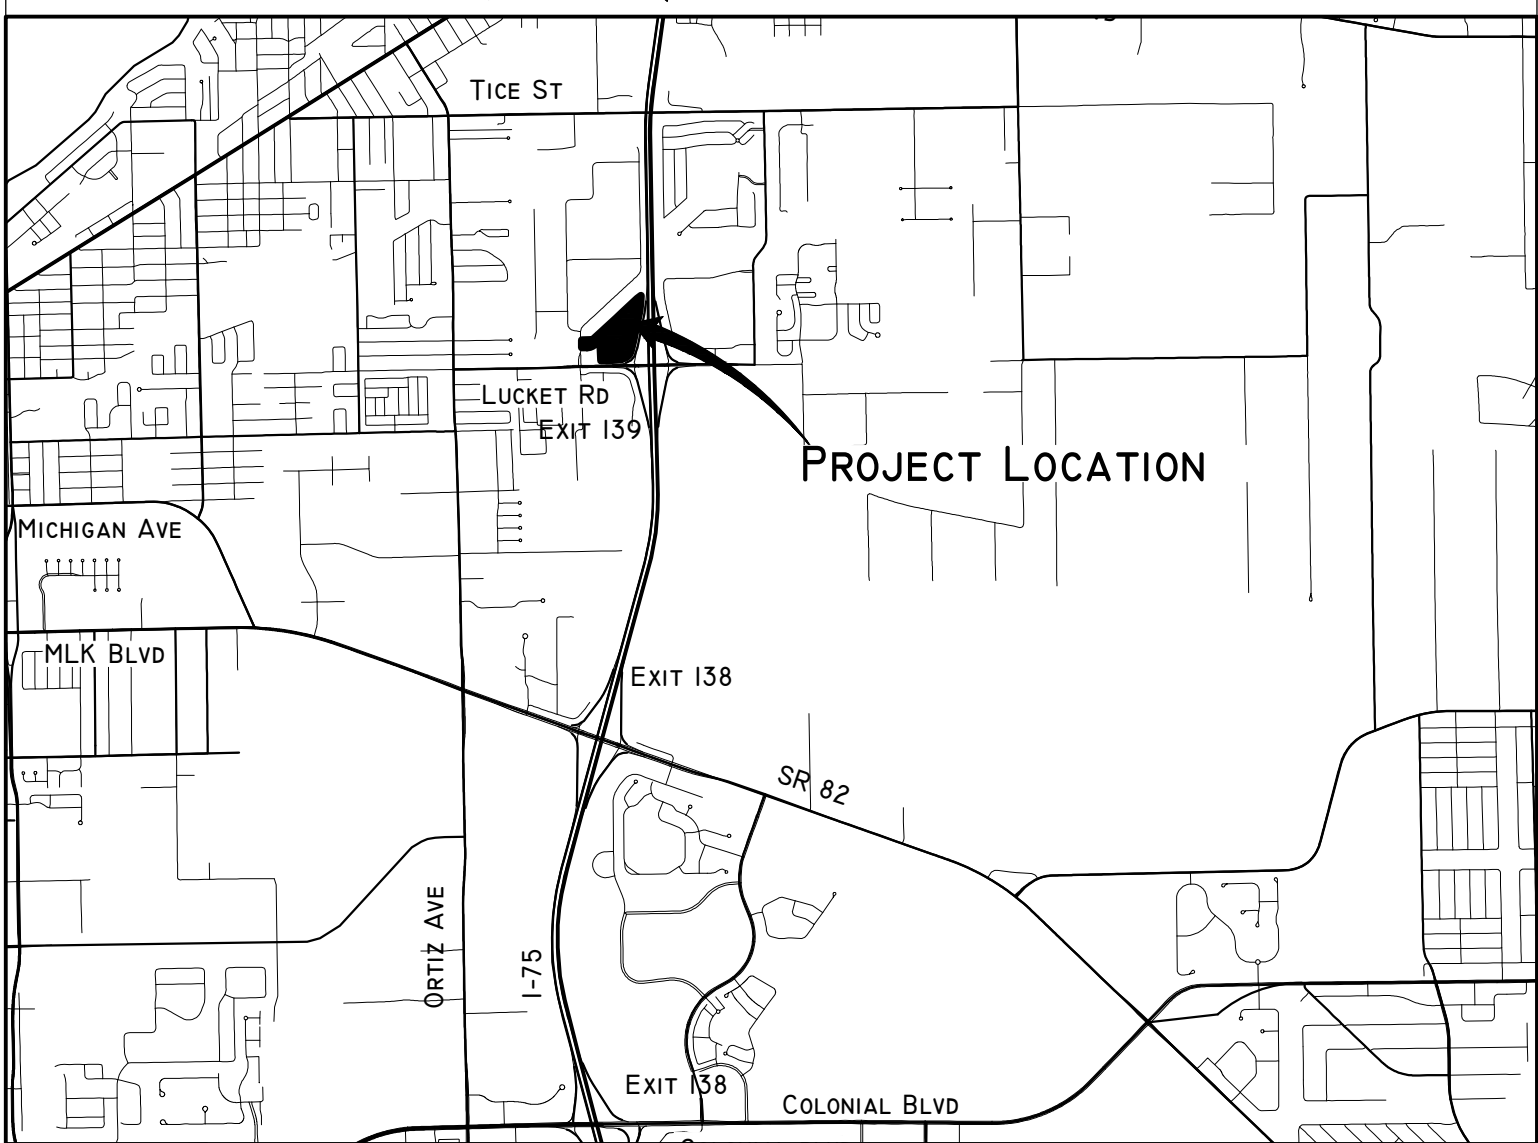 TICE ST
LUCKET RD
EXIT 139
PROJECT LOCATION
MICHIGAN AVE
MLK BLVD
EXIT 138
SR 82
ORTIZ AVE
I-75
EXIT 138
COLONIAL BLVD